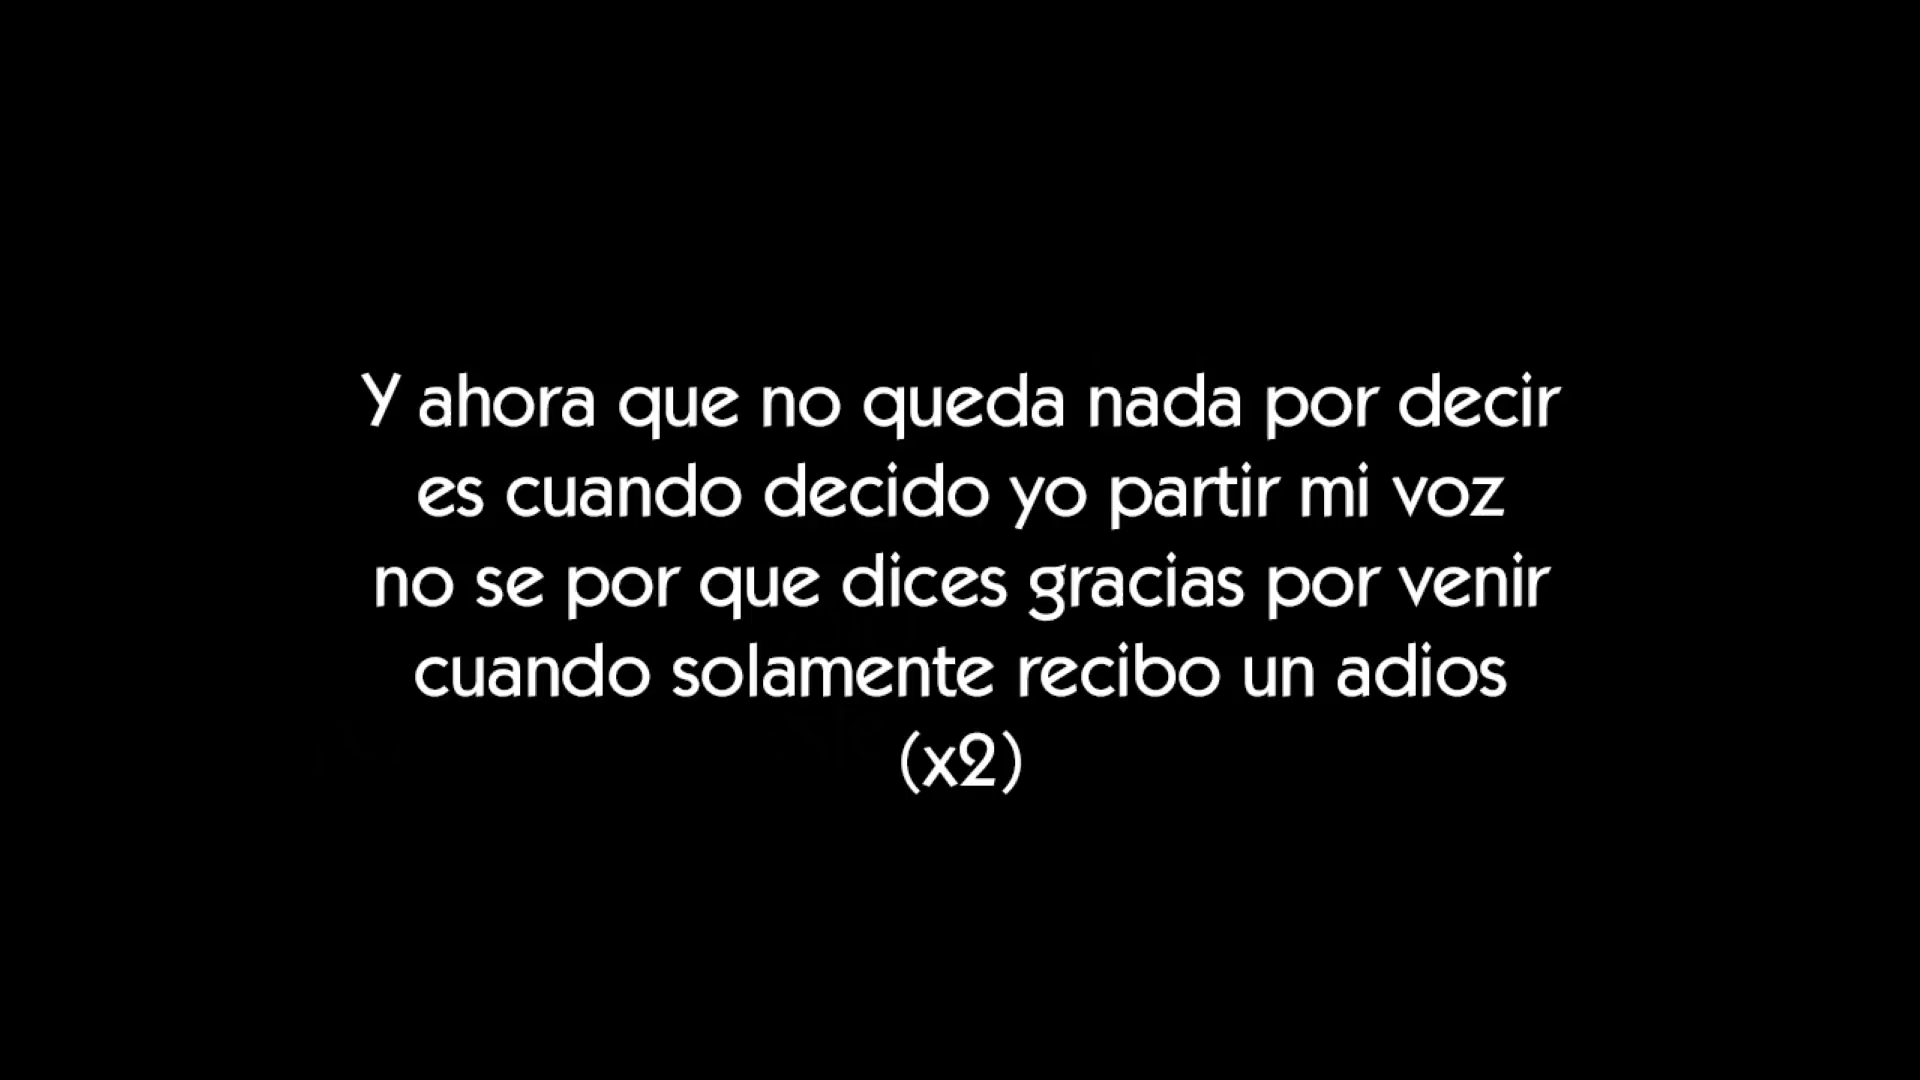 Y ahora que no queda nada por decir
es cuando decido yo partir mi voz
no se por que dices gracias por venir
cuando solamente recibo un adios
(x2)